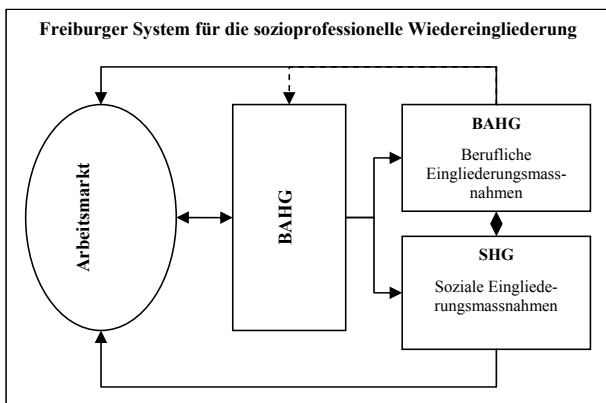 Freiburger System für die sozioprofessionelle Wiedereingliederung
Arbeitsmarkt
BAHG
BAHG
Berufliche
Eingliederungsmass-
nahmen
SHG
Soziale Eingliede-
rungsmassnahmen